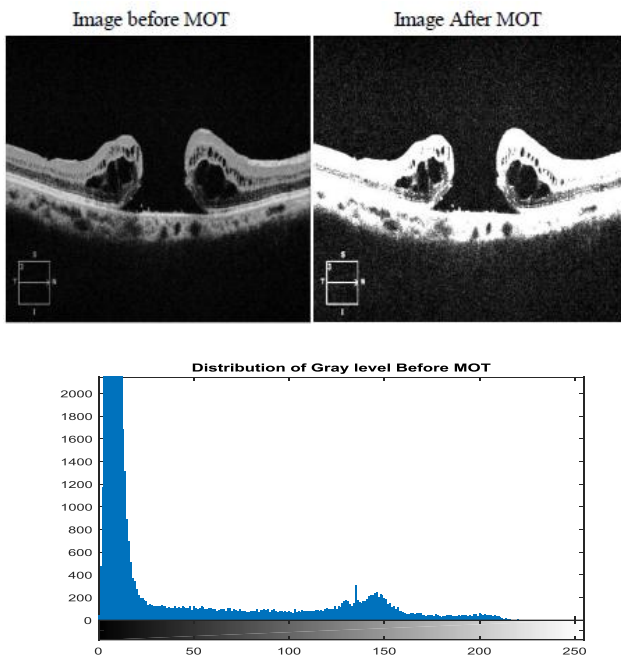 Image before MOT
Image After MOT
S
T
I
S
I
Distribution of Gray level Before MOT
2000
1800
1600
1400
1200
1000
800
600
400
200
0
0 50 100 150 200 250